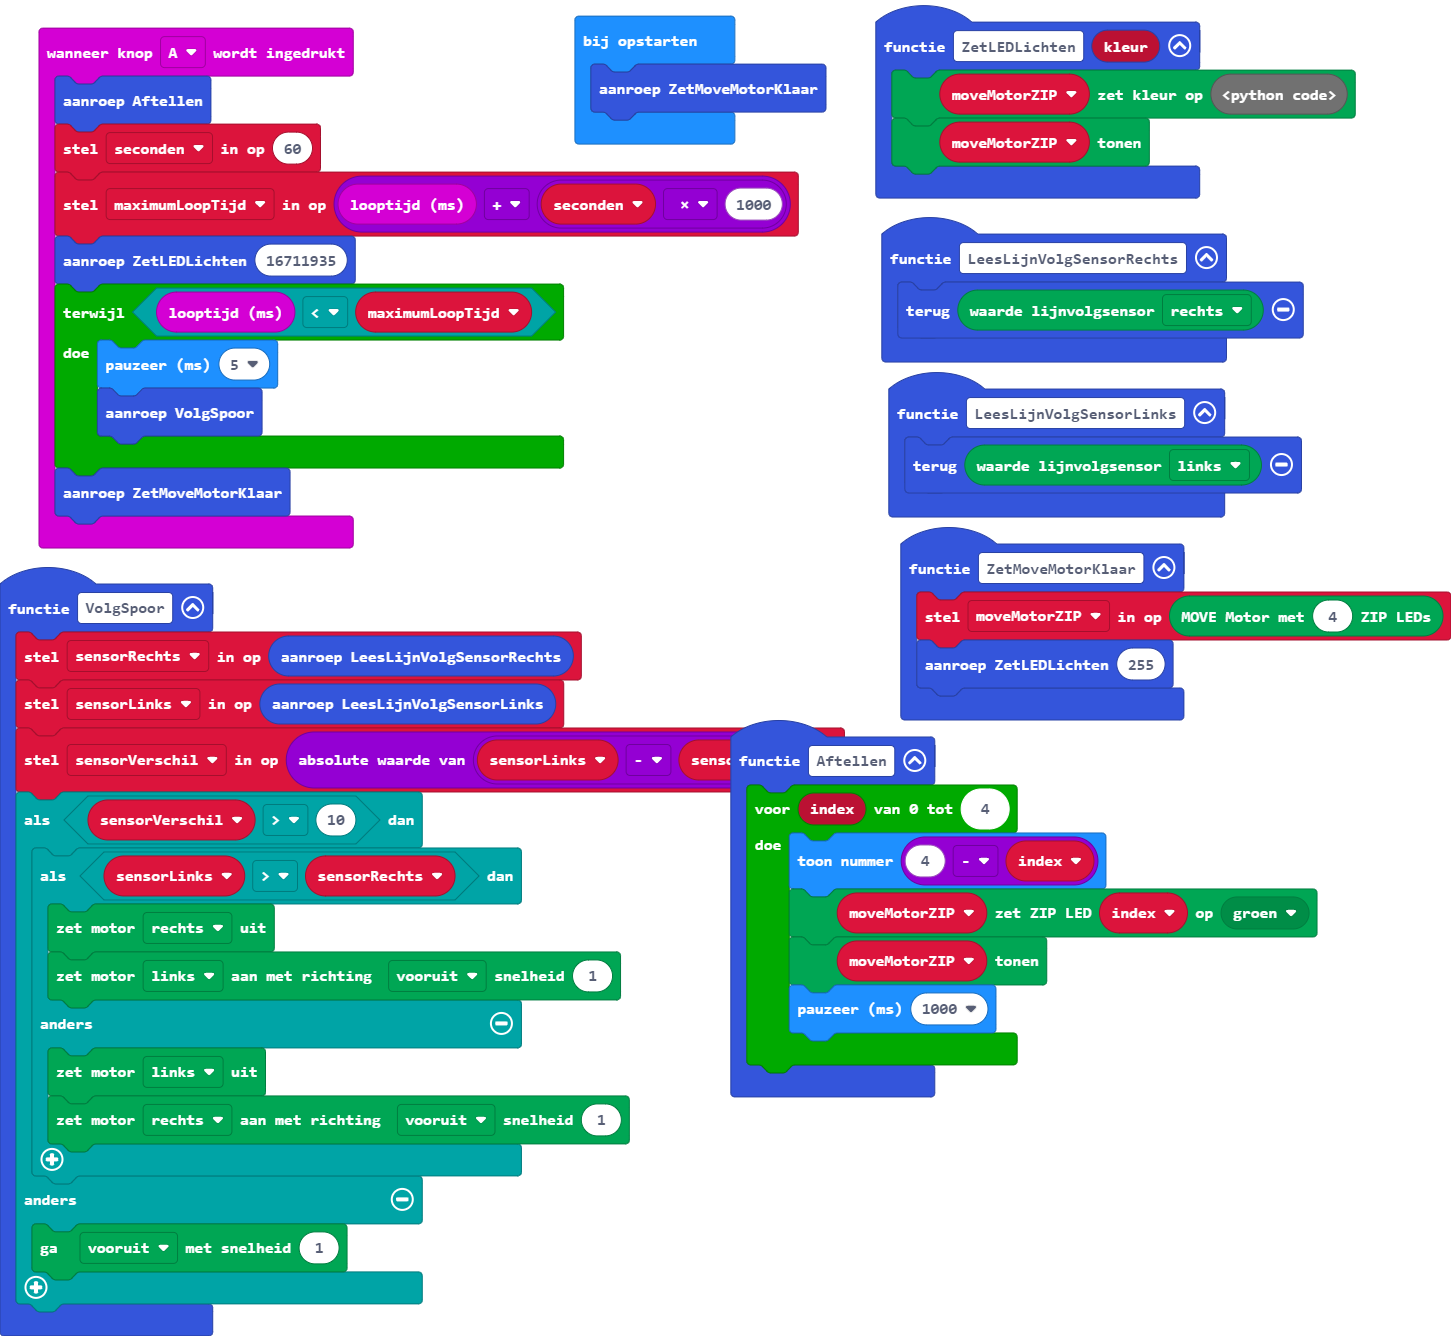 wanneer knop A wordt ingedrukt
aanroep Aftellen
stel seconden in op 60
stel maximumLoopTijd in op looptijd (ms) + seconden × 1000
aanroep ZetLEDLichten 16711935
terwijl looptijd (ms) < maximumLoopTijd
doe
pauzeer (ms) 5
aanroep VolgSpoor
aanroep ZetMoveMotorKlaar
bij opstarten
aanroep ZetMoveMotorKlaar
functie ZetLEDLichten kleur
moveMotorZIP zet kleur op <python code>
moveMotorZIP tonen
functie LeesLijnVolgSensorRechts
terug waarde lijnvolgsensor rechts
functie LeesLijnVolgSensorLinks
terug waarde lijnvolgsensor links
functie ZetMoveMotorKlaar
stel moveMotorZIP in op MOVE Motor met 4 ZIP LEDs
aanroep ZetLEDLichten 255
functie VolgSpoor
stel sensorRechts in op aanroep LeesLijnVolgSensorRechts
stel sensorLinks in op aanroep LeesLijnVolgSensorLinks
stel sensorVerschil in op absolute waarde van sensorLinks -
als sensorVerschil > 10 dan
als sensorLinks > sensorRechts dan
zet motor rechts uit
zet motor links aan met richting vooruit snelheid 1
anders
zet motor links uit
zet motor rechts aan met richting vooruit snelheid 1
anders
ga vooruit met snelheid 1
functie Aftellen
voor index van 0 tot 4
doe
toon nummer 4 - index
moveMotorZIP zet ZIP LED index op groen
moveMotorZIP tonen
pauzeer (ms) 1000